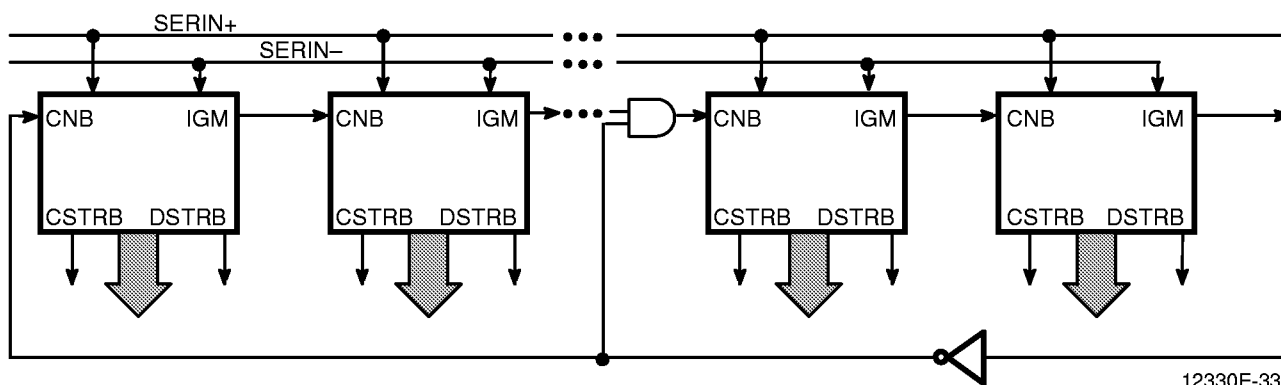 SERIN+
SERIN–
CNB IGM CNB IGM CNB IGM CNB IGM
CSTRB DSTRB CSTRB DSTRB CSTRB DSTRB CSTRB DSTRB
12330E-33